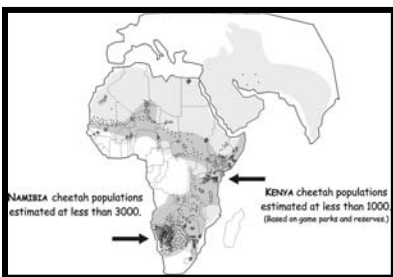 NAMIBIA cheetah populations
estimated at less than 3000.
KENYA cheetah populations
estimated at less than 1000.
(Based on game parks and reserves.)